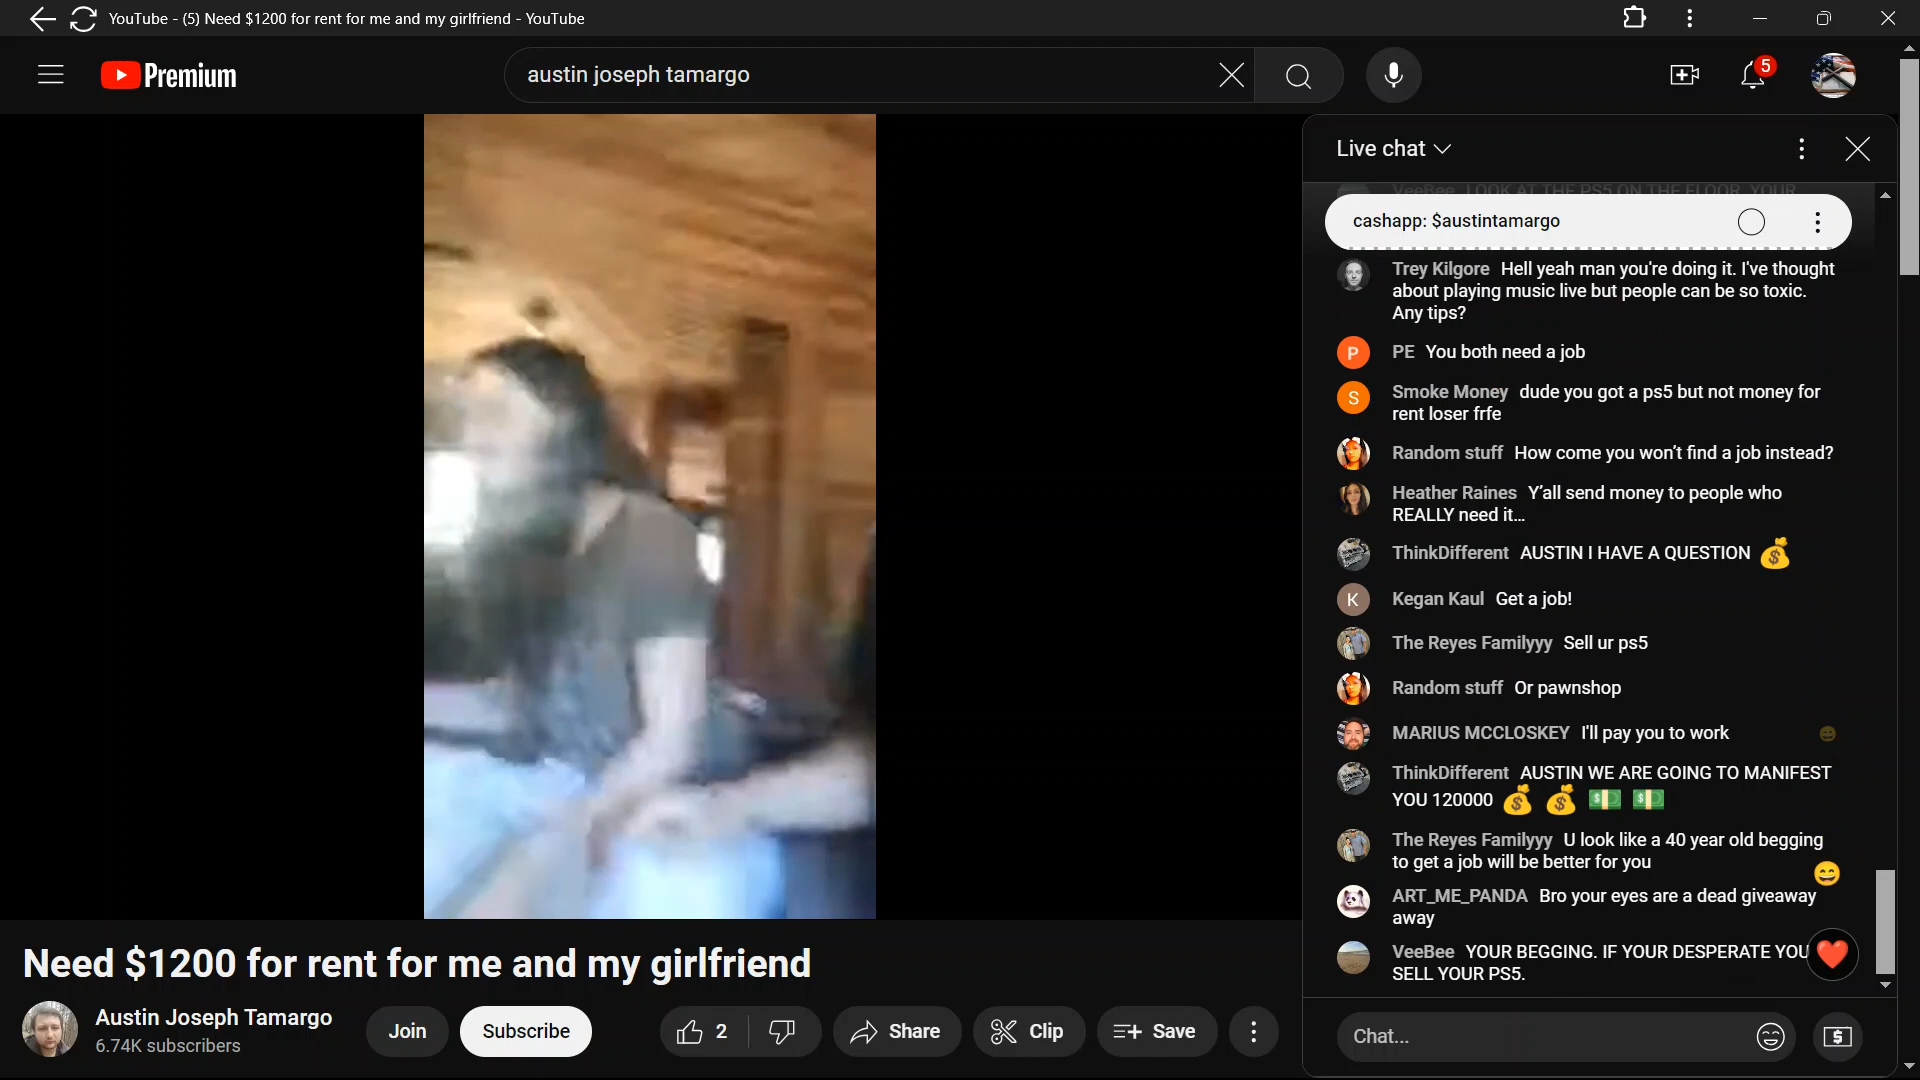 YouTube - (5) Need $1200 for rent for me and my girlfriend - YouTube
Premium
austin joseph tamargo
5
Live chat
VeeBee LOOK AT THE PS5 ON THE FLOOR. YOUR
cashapp: $austintamargo
Trey Kilgore Hell yeah man you're doing it. I've thought
about playing music live but people can be so toxic.
Any tips?
P PE You both need a job
S Smoke Money dude you got a ps5 but not money for
rent loser frfe
Random stuff How come you won't find a job instead?
Heather Raines Y'all send money to people who
REALLY need it...
ThinkDifferent AUSTIN I HAVE A QUESTION 💰
K Kegan Kaul Get a job!
The Reyes Familyyy Sell ur ps5
Random stuff Or pawnshop
MARIUS MCCLOSKEY I'll pay you to work
ThinkDifferent AUSTIN WE ARE GOING TO MANIFEST
YOU 120000 💰 💰 💵 💵
The Reyes Familyyy U look like a 40 year old begging
to get a job will be better for you
ART_ME_PANDA Bro your eyes are a dead giveaway
away
VeeBee YOUR BEGGING. IF YOUR DESPERATE YOU
SELL YOUR PS5.
Chat...
Need $1200 for rent for me and my girlfriend
Austin Joseph Tamargo
6.74K subscribers
Join
Subscribe
2
Share
Clip
Save